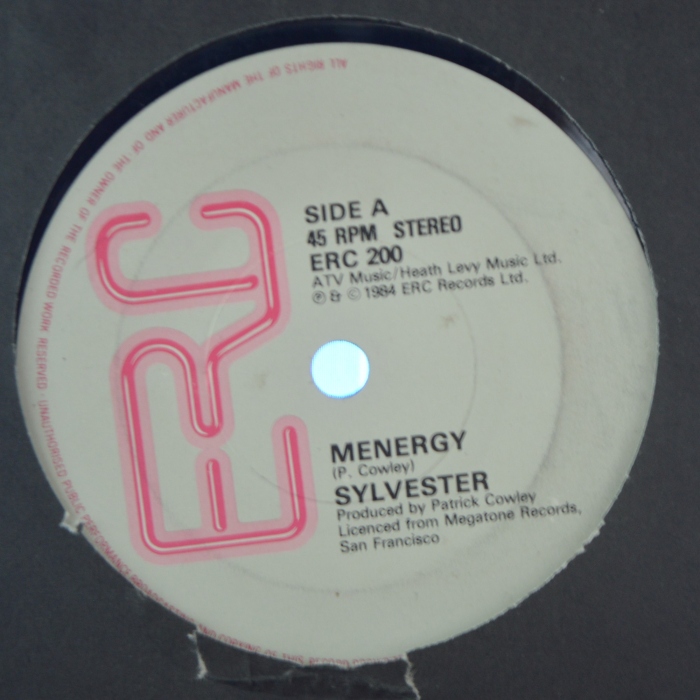 SIDE A
45 RPM STEREO
ERC 200
ATV Music/Heath Levy Music Ltd.
℗ & © 1984 ERC Records Ltd.
ERC
MENERGY
(P. Cowley)
SYLVESTER
Produced by Patrick Cowley
Licenced from Megatone Records,
San Francisco
ALL RIGHTS OF THE MANUFACTURER AND OF THE OWNER OF THE RECORDED WORK RESERVED · UNAUTHORISED PUBLIC PERFORMANCE